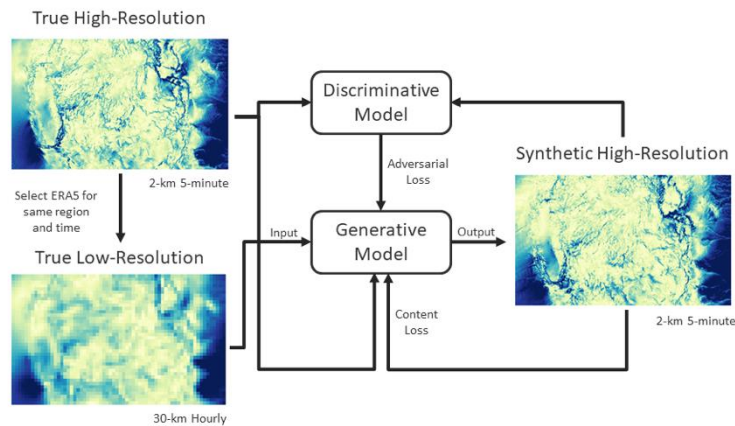 True High-Resolution
2-km 5-minute
Select ERA5 for
same region
and time
True Low-Resolution
30-km Hourly
Discriminative
Model
Adversarial
Loss
Input
Generative
Model
Output
Content
Loss
Synthetic High-Resolution
2-km 5-minute